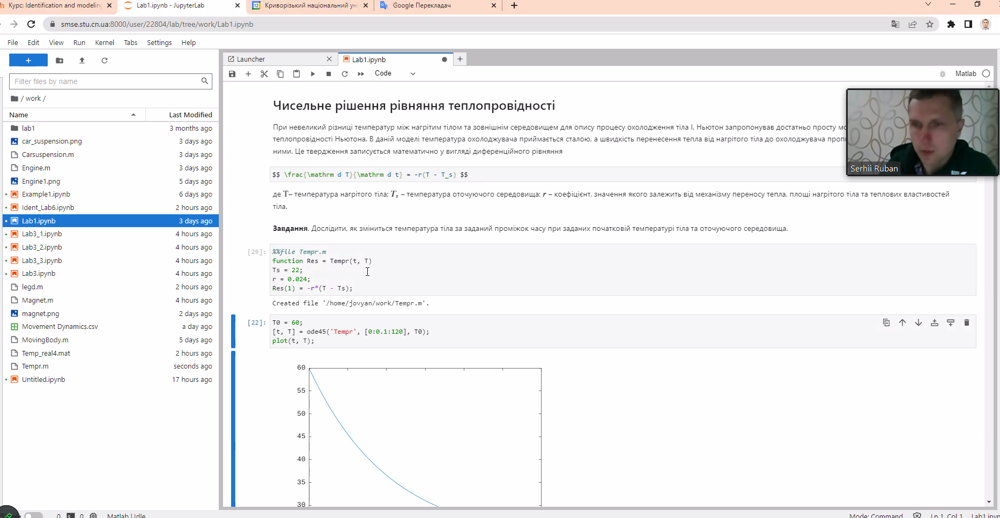 Курс: Identification and modeling
Lab1.ipynb - JupyterLab
12 Криворізький національний уні
Google Перекладач
smse.stu.cn.ua:8000/user/22804/lab/tree/work/Lab1.ipynb
File Edit View Run Kernel Tabs Settings Help
Filter files by name
/ work /
Name Last Modified
lab1 3 months ago
car_suspension.png 3 days ago
Carsuspension.m 3 days ago
Engine.m 3 days ago
Engine1.png 5 days ago
Example1.ipynb 6 days ago
Ident_Lab6.ipynb 2 hours ago
Lab1.ipynb 3 days ago
Lab3_1.ipynb 4 hours ago
Lab3_2.ipynb 4 hours ago
Lab3_3.ipynb 4 hours ago
Lab3.ipynb 4 hours ago
legd.m 2 hours ago
Magnet.m 4 hours ago
magnet.png 2 days ago
Movement Dynamics.csv a day ago
MovingBody.m 5 days ago
Temp_real4.mat 2 hours ago
Tempr.m seconds ago
Untitled.ipynb 17 hours ago
Launcher
Lab1.ipynb
Code
Matlab
Чисельне рішення рівняння теплопровідності
При невеликий різниці температур між нагрітим тілом та зовнішнім середовищем для опису процесу охолодження тіла І. Ньютон запропонував достатньо просту
теплопровідності Ньютона. В даній моделі температура охолоджувача приймається сталою, а швидкість перенесення тепла від нагрітого тіла до охолоджувача
ними. Це твердження записується математично у вигляді диференційного рівняння
$$ \frac{\mathrm d T}{\mathrm d t} = -r(T - T_s) $$
де T– температура нагрітого тіла; Ts – температура оточуючого середовища; r – коефіцієнт, значення якого залежить від механізму переносу тепла, площі нагрітого тіла та теплових властивостей
тіла.
Завдання. Дослідити, як зміниться температура тіла за заданий проміжок часу при заданих початковій температурі тіла та оточуючого середовища.
[29]: %%file Tempr.m
function Res = Tempr(t, T)
Ts = 22;
r = 0.024;
Res(1) = -r*(T - Ts);
Created file '/home/jovyan/work/Tempr.m'.
[22]: T0 = 60;
[t, T] = ode45('Tempr', [0:0.1:120], T0);
plot(t, T);
60
55
50
45
40
35
30
Serhii Ruban
0 0 Matlab | Idle
Mode: Command Ln 1, Col 1 Lab1.ipyn